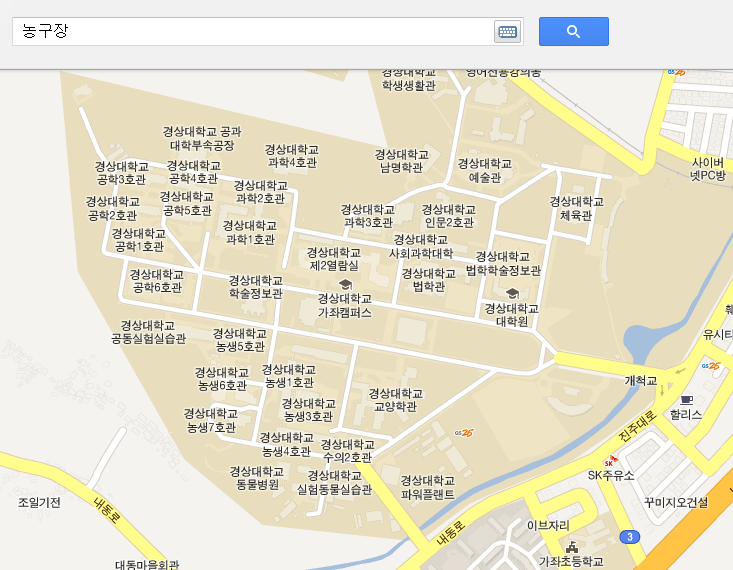 농구장
경상대학교
학생생활관
영어전용강의동
GS25
경상대학교 공과
대학부속공장
경상대학교
과학4호관
경상대학교
남명학관
경상대학교
예술관
사이버
넷PC방
경상대학교
공학3호관
경상대학교
공학4호관
경상대학교
과학2호관
경상대학교
공학2호관
경상대학교
공학5호관
경상대학교
과학3호관
경상대학교
인문2호관
경상대학교
체육관
경상대학교
공학1호관
경상대학교
과학1호관
경상대학교
제2열람실
경상대학교
사회과학대학
경상대학교
법학관
경상대학교
법학학술정보관
경상대학교
공학6호관
경상대학교
학술정보관
경상대학교
가좌캠퍼스
경상대학교
대학원
경상대학교
공동실험실습관
경상대학교
농생5호관
유시티
GS25
경상대학교
농생6호관
경상대학교
농생1호관
개척교
경상대학교
교양학관
경상대학교
농생7호관
경상대학교
농생3호관
할리스
진주대로
GS25
경상대학교
농생4호관
경상대학교
수의2호관
SK
SK주유소
경상대학교
동물병원
경상대학교
실험동물실습관
경상대학교
파워플랜트
조일기전
내동로
꾸미지오건설
내동로
이브자리
3
가좌초등학교
대동마을회관